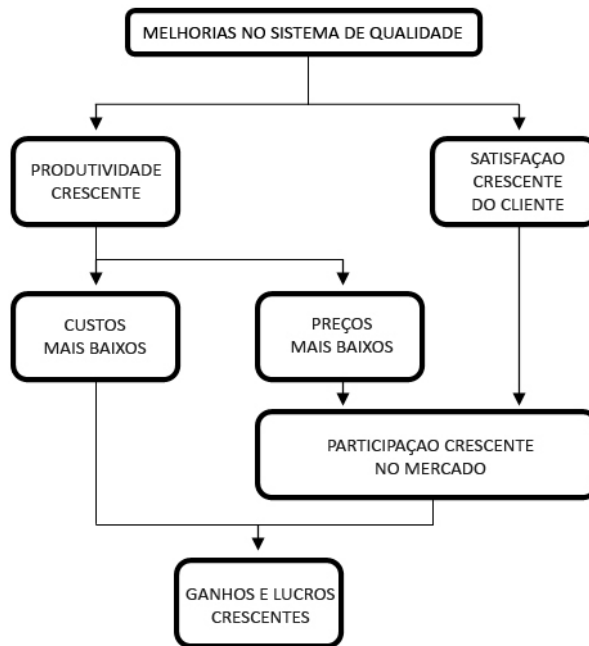 MELHORIAS NO SISTEMA DE QUALIDADE
PRODUTIVIDADE
CRESCENTE
SATISFAÇAO
CRESCENTE
DO CLIENTE
CUSTOS
MAIS BAIXOS
PREÇOS
MAIS BAIXOS
PARTICIPAÇAO CRESCENTE
NO MERCADO
GANHOS E LUCROS
CRESCENTES